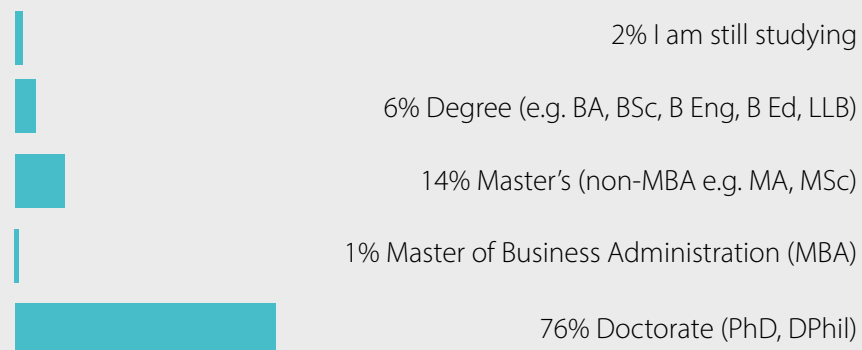 2% I am still studying
6% Degree (e.g. BA, BSc, B Eng, B Ed, LLB)
14% Master’s (non-MBA e.g. MA, MSc)
1% Master of Business Administration (MBA)
76% Doctorate (PhD, DPhil)